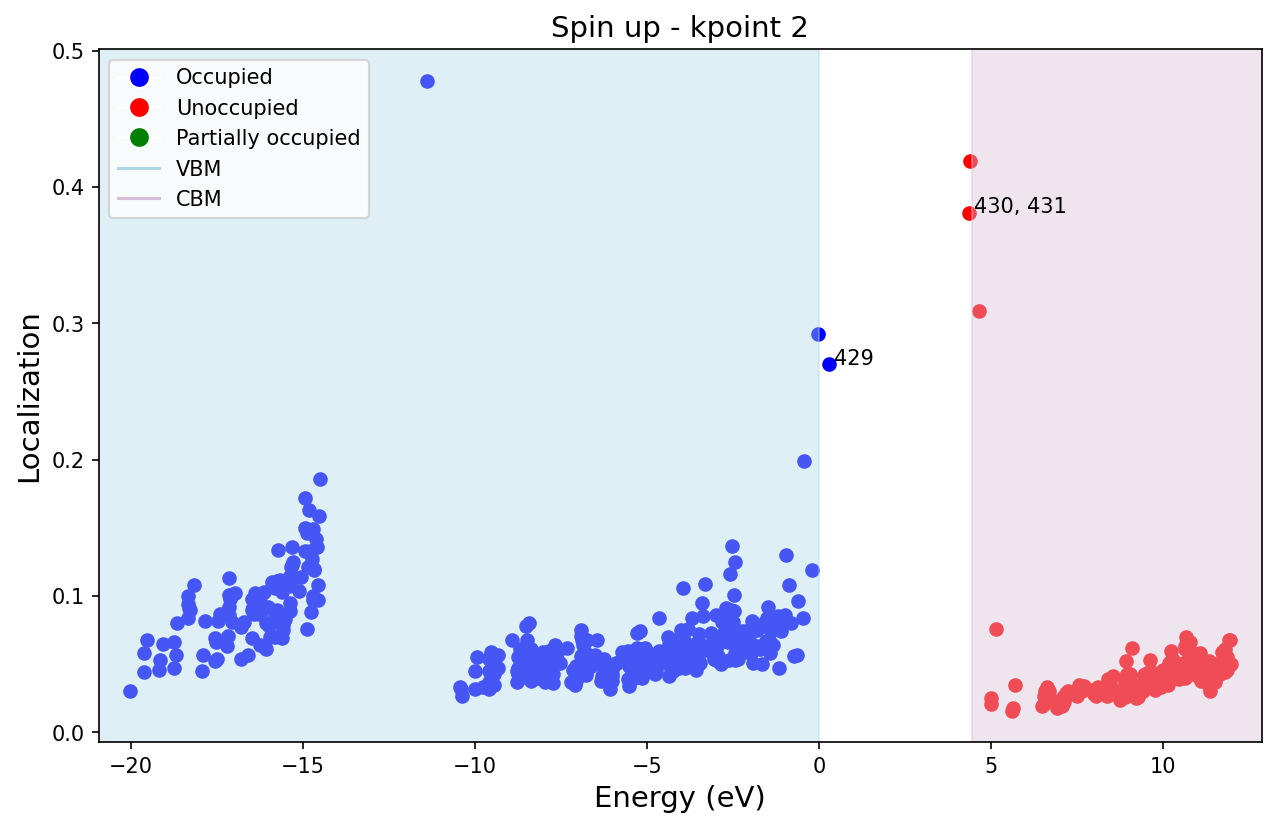 Spin up - kpoint 2
0.5
0.4
0.3
0.2
0.1
0.0
Localization
Occupied
Unoccupied
Partially occupied
VBM
CBM
430, 431
429
−20
−15
−10
−5
0
5
10
Energy (eV)